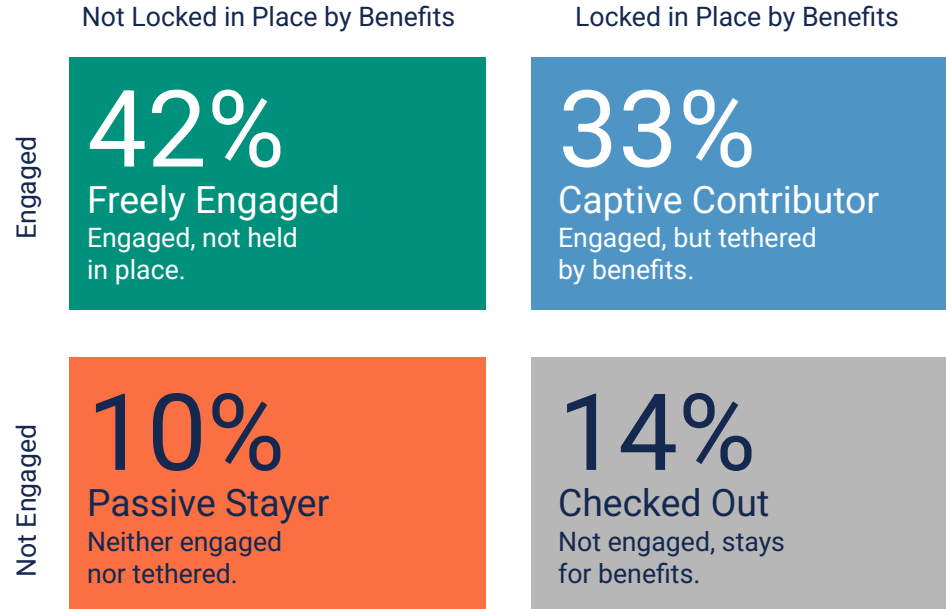 Not Locked in Place by Benefits
Locked in Place by Benefits
Engaged
42%
Freely Engaged
Engaged, not held
in place.
33%
Captive Contributor
Engaged, but tethered
by benefits.
Not Engaged
10%
Passive Stayer
Neither engaged
nor tethered.
14%
Checked Out
Not engaged, stays
for benefits.